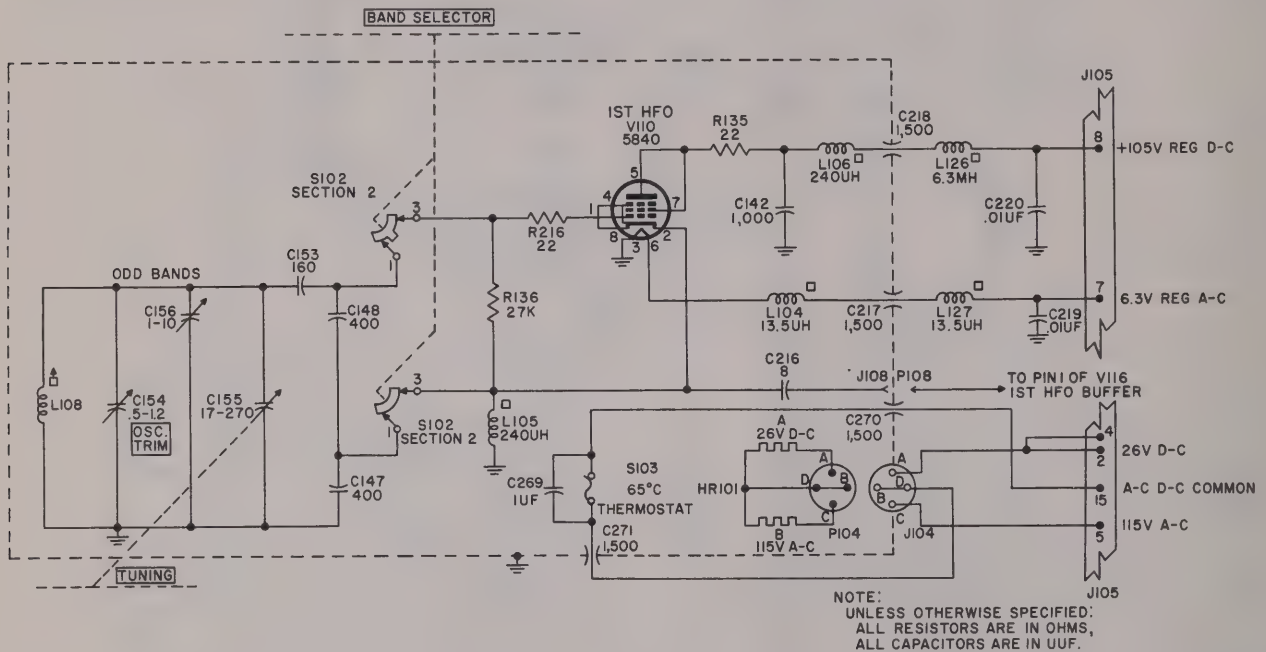 BAND SELECTOR
J105
1ST HFO
V110
5840
R135
22
C218
1,500
8
+105V REG D-C
L106
240UH
L126
6.3MH
5
S102
SECTION 2
4
1
7
C142
1,000
C220
.01UF
3
R216
22
8
3
6
2
1
ODD BANDS
C153
160
R136
27K
7
6.3V REG A-C
C156
1-10
C148
400
L104
13.5UH
C217
1,500
L127
13.5UH
C219
.01UF
C216
8
J108
P108
TO PIN 1 OF V116
1ST HFO BUFFER
3
L108
C154
.5-1.2
OSC.
TRIM
C155
17-270
S102
SECTION 2
1
L105
240UH
C270
1,500
A
26V D-C
4
2
26V D-C
S103
65°C
THERMOSTAT
A
D
B
C
A
D
B
C
C269
1UF
HR101
15
A-C D-C COMMON
C147
400
P104
J104
5
115V A-C
B
115V A-C
C271
1,500
TUNING
J105
NOTE:
UNLESS OTHERWISE SPECIFIED:
ALL RESISTORS ARE IN OHMS,
ALL CAPACITORS ARE IN UUF.